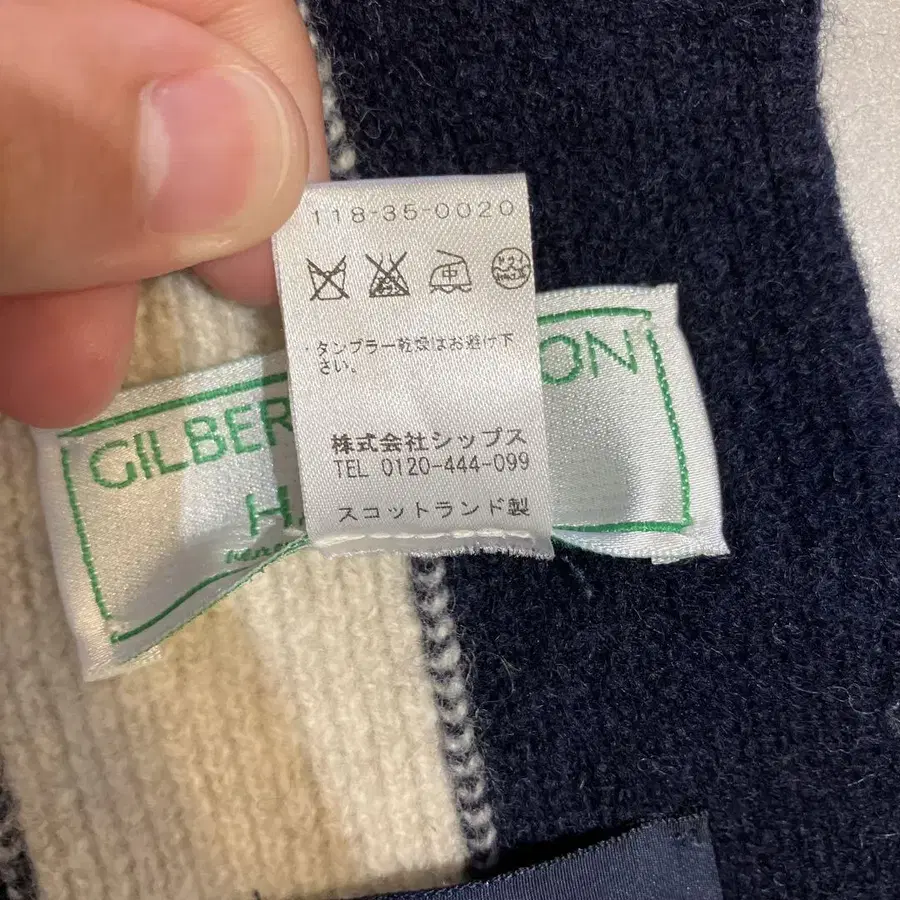 118-35-0020
中
・タンブラー乾燥はお避け下
さい。
株式会社シップス
TEL 0120-444-099
スコットランド製
GILBER
ON
H